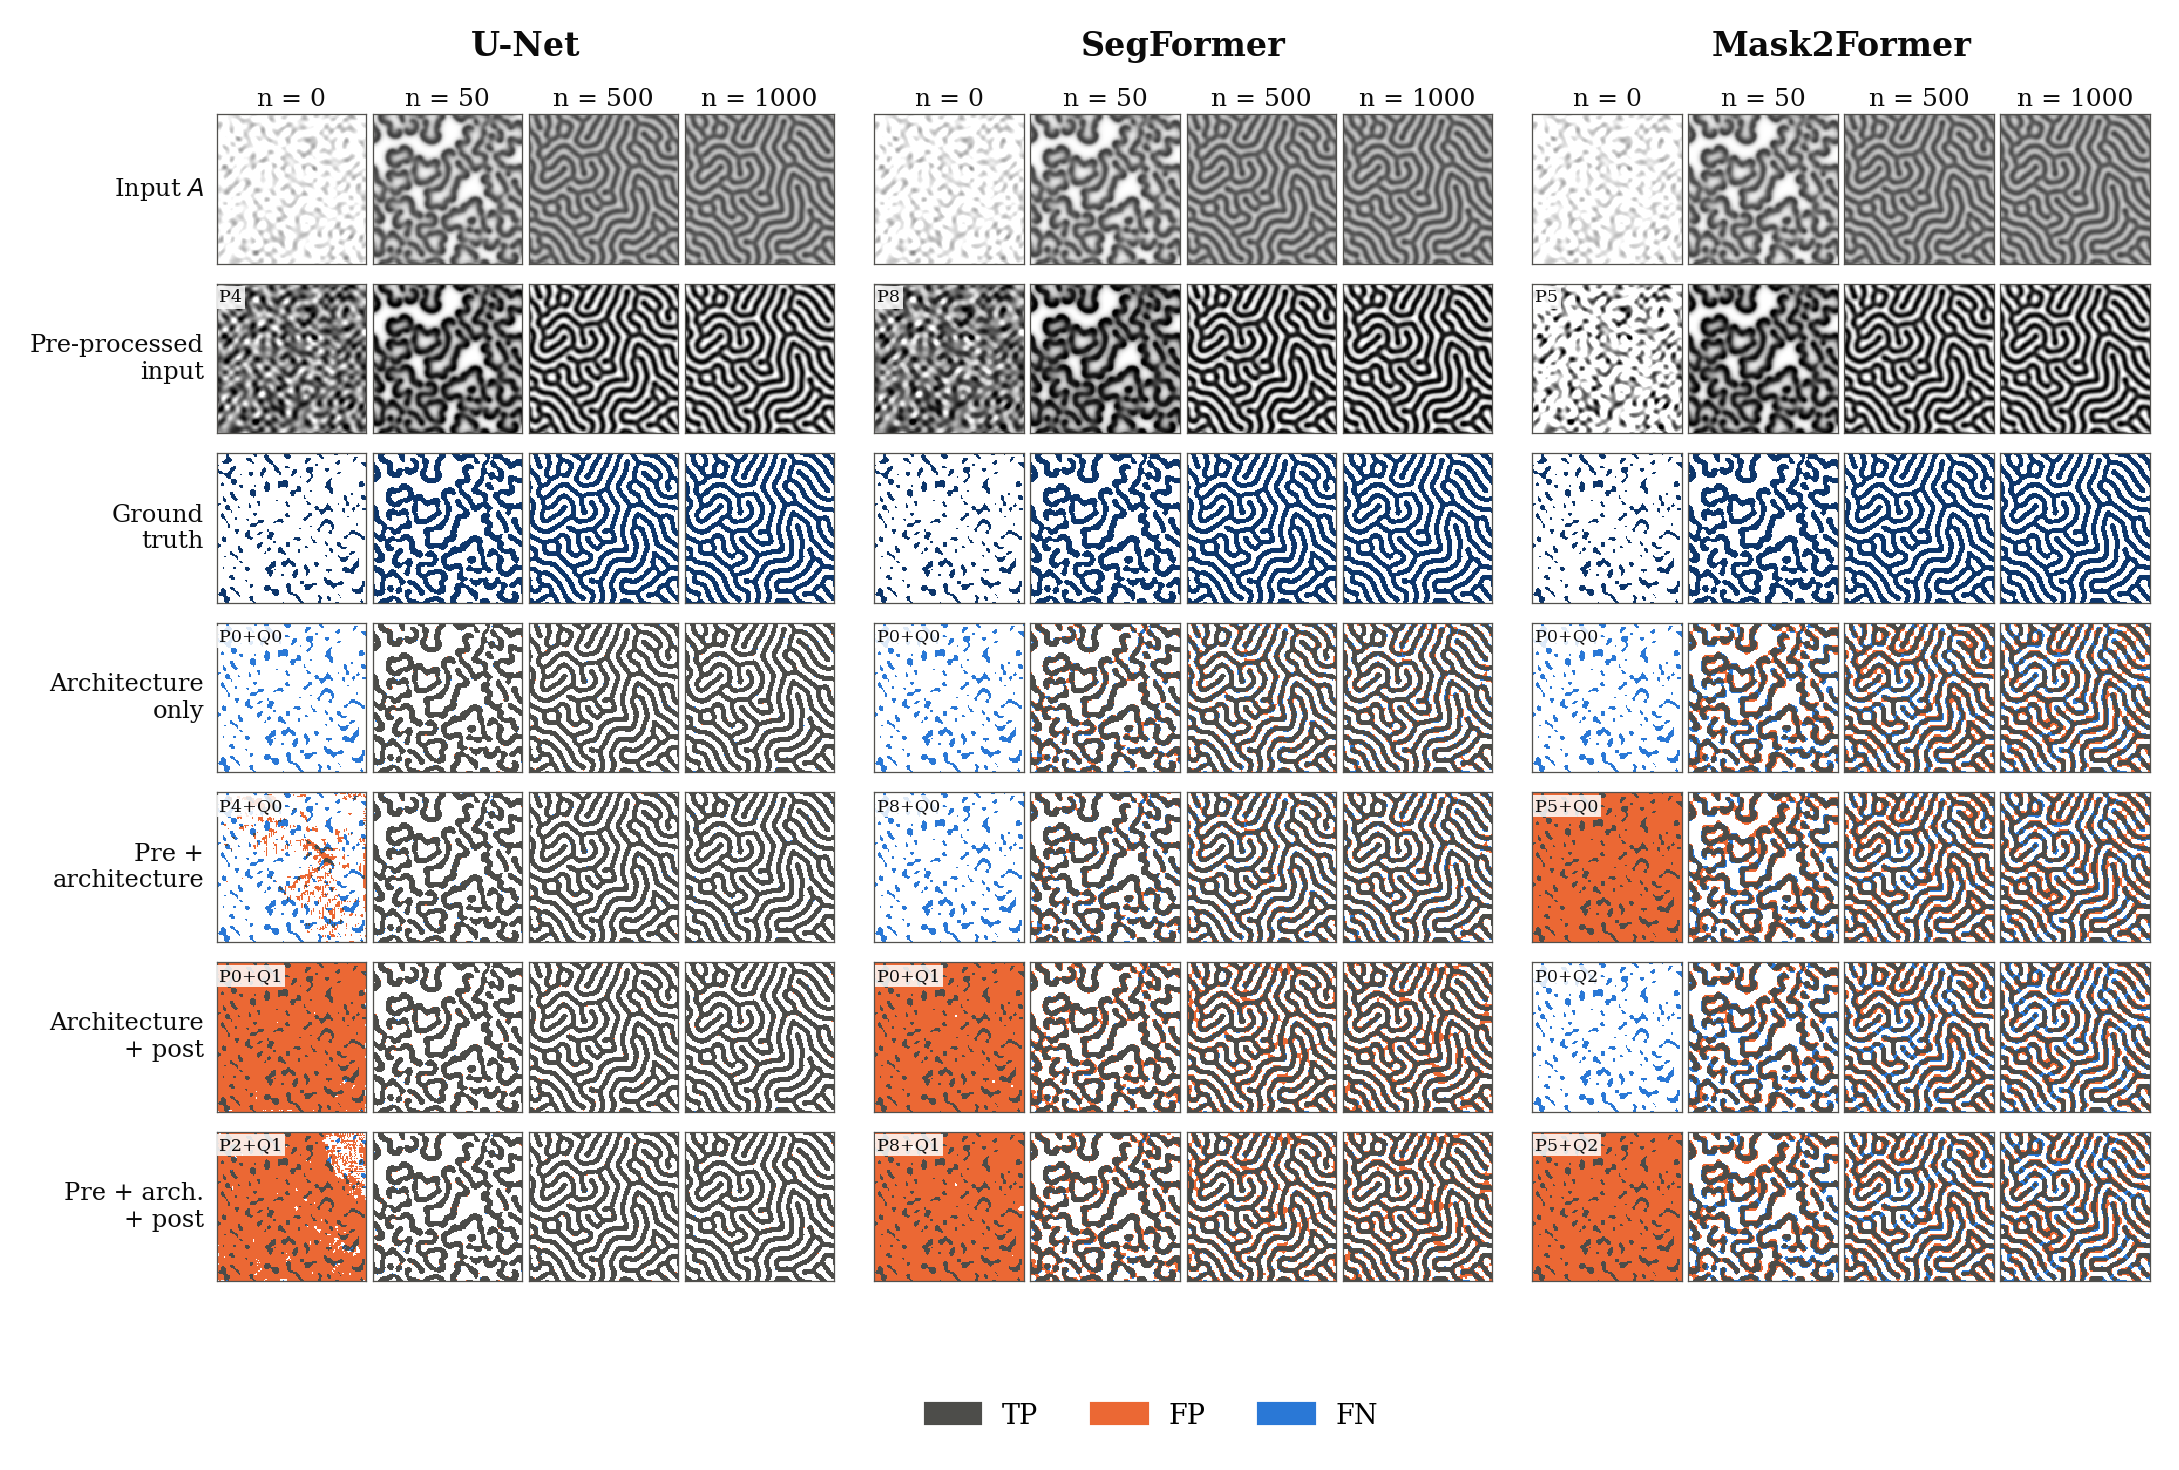 U-Net SegFormer Mask2Former
n = 0 n = 50 n = 500 n = 1000 n = 0 n = 50 n = 500 n = 1000 n = 0 n = 50 n = 500 n = 1000
Input A
P4 P8 P5
Pre-processed
input
Ground
truth
P0+Q0 P0+Q0 P0+Q0
Architecture
only
P4+Q0 P8+Q0 P5+Q0
Pre +
architecture
P0+Q1 P0+Q1 P0+Q2
Architecture
+ post
P2+Q1 P8+Q1 P5+Q2
Pre + arch.
+ post
TP FP FN